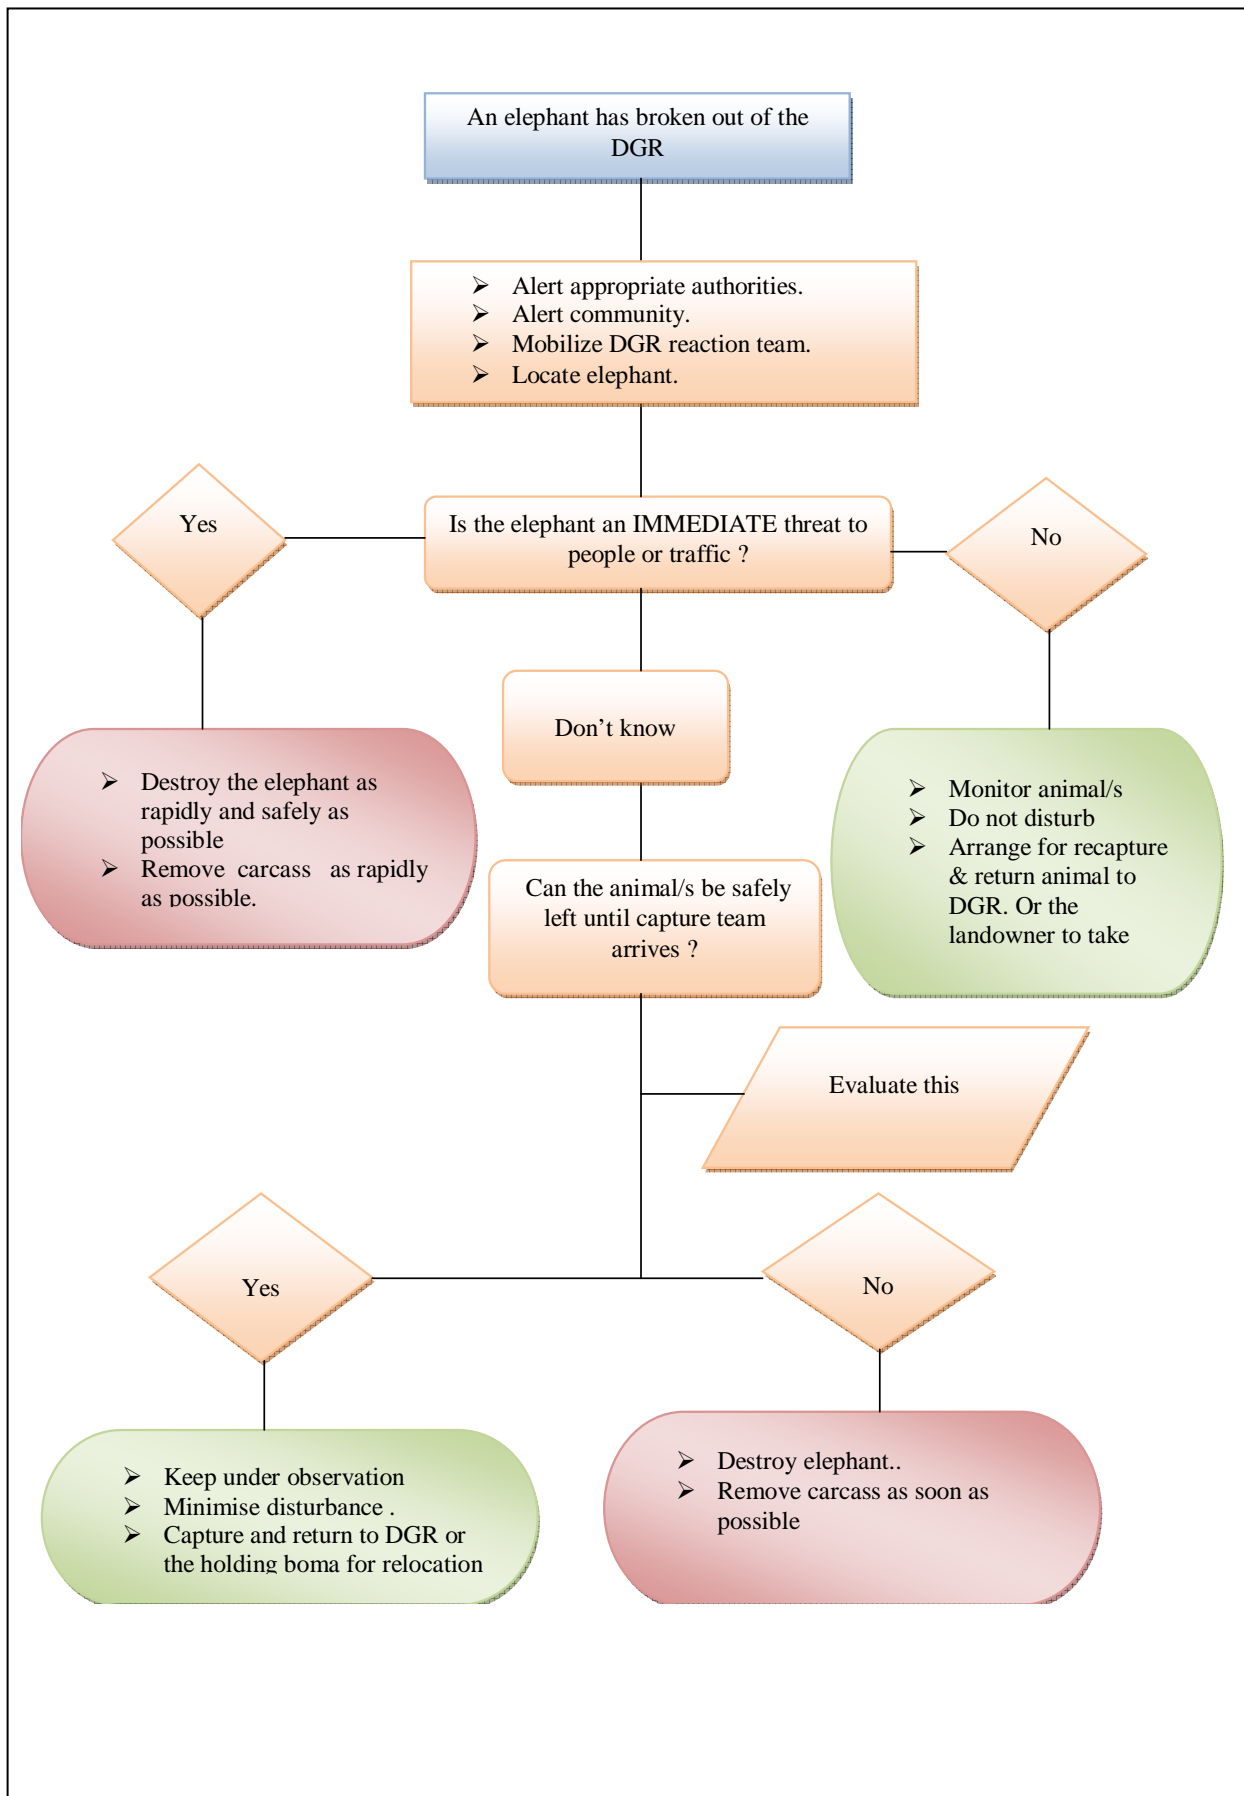 An elephant has broken out of the
DGR
➢ Alert appropriate authorities.
➢ Alert community.
➢ Mobilize DGR reaction team.
➢ Locate elephant.
Yes
Is the elephant an IMMEDIATE threat to
people or traffic ?
No
Don’t know
➢ Destroy the elephant as
rapidly and safely as
possible
➢ Remove carcass as rapidly
as possible.
➢ Monitor animal/s
➢ Do not disturb
➢ Arrange for recapture
& return animal to
DGR. Or the
landowner to take
Can the animal/s be safely
left until capture team
arrives ?
Evaluate this
Yes
No
➢ Keep under observation
➢ Minimise disturbance .
➢ Capture and return to DGR or
the holding boma for relocation
➢ Destroy elephant..
➢ Remove carcass as soon as
possible